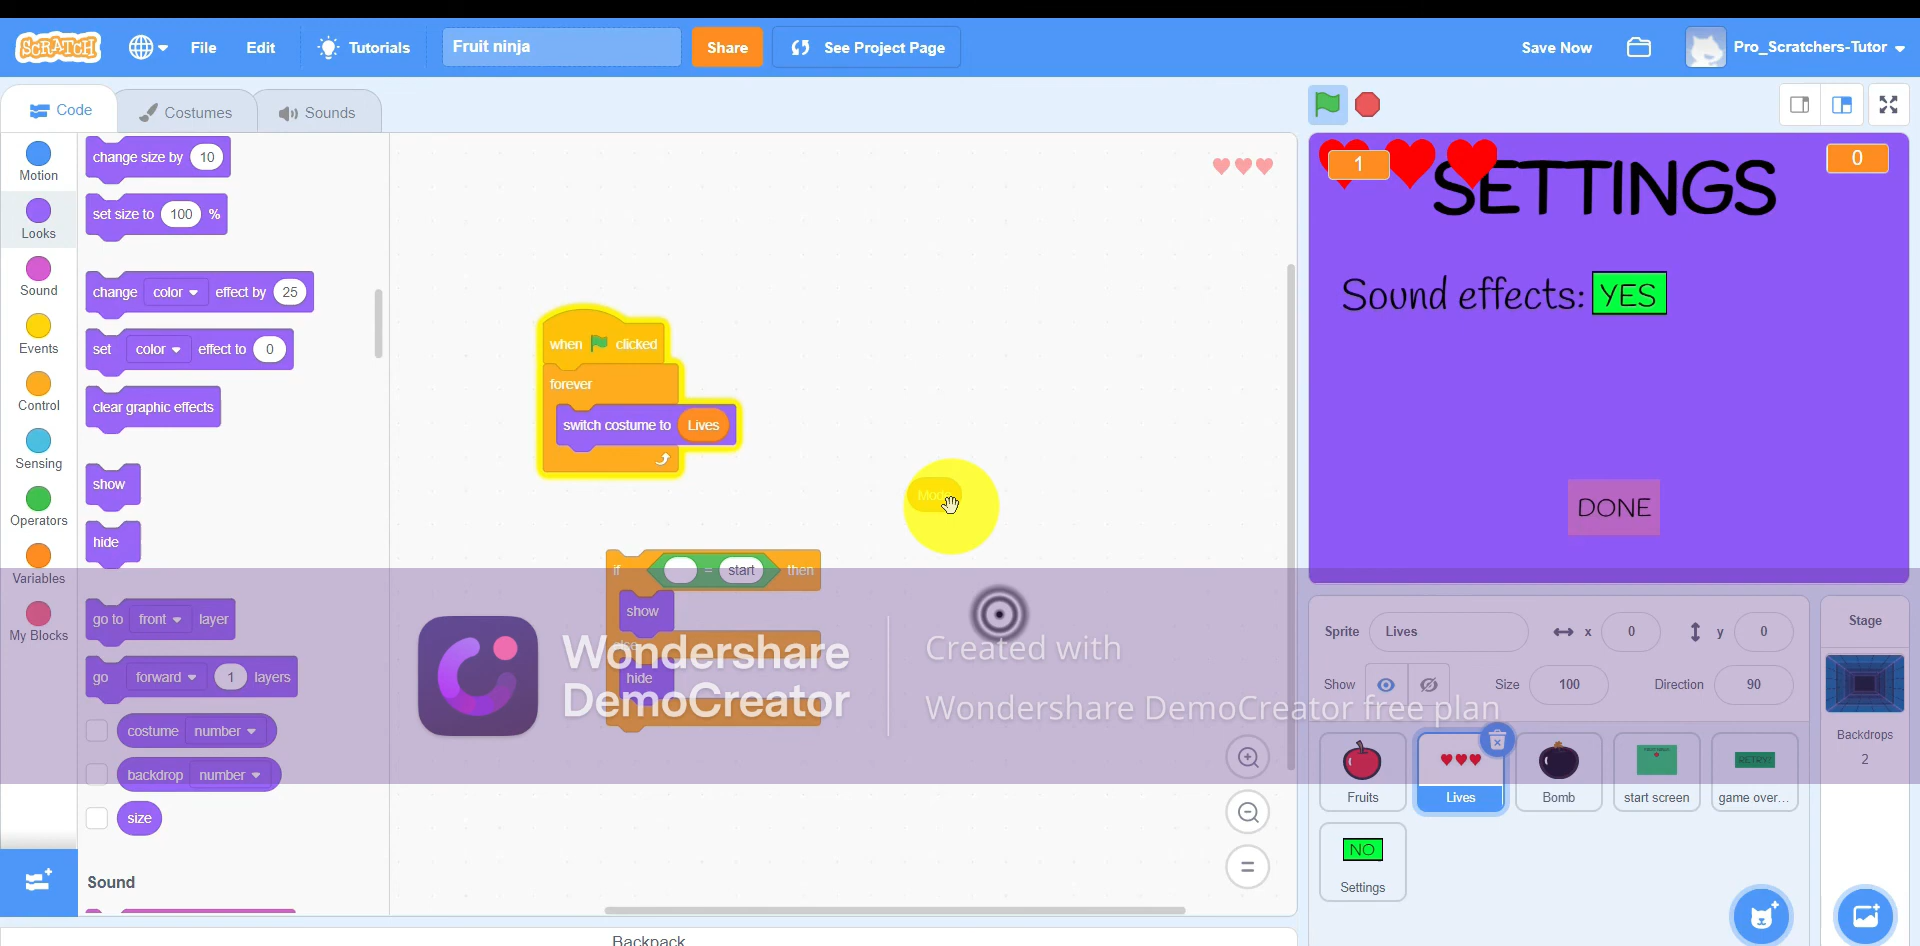 SCRATCH File Edit Tutorials Fruit ninja Share See Project Page Save Now Pro_Scratchers-Tutor
Code Costumes Sounds
Motion
Looks
Sound
Events
Control
Sensing
Operators
Variables
My Blocks
change size by 10
set size to 100 %
change color effect by 25
set color effect to 0
clear graphic effects
show
hide
go to front layer
go forward 1 layers
costume number
backdrop number
size
Sound
when clicked
forever
switch costume to Lives
if = start then
show
else
hide
1
0
SETTINGS
Sound effects: YES
DONE
Wondershare
DemoCreator
Created with
Wondershare DemoCreator free plan
Sprite Lives x 0 y 0
Show Size 100 Direction 90
Fruits
Lives
Bomb
start screen
RETRY?
game over...
NO
Settings
Stage
Backdrops
2
Backpack